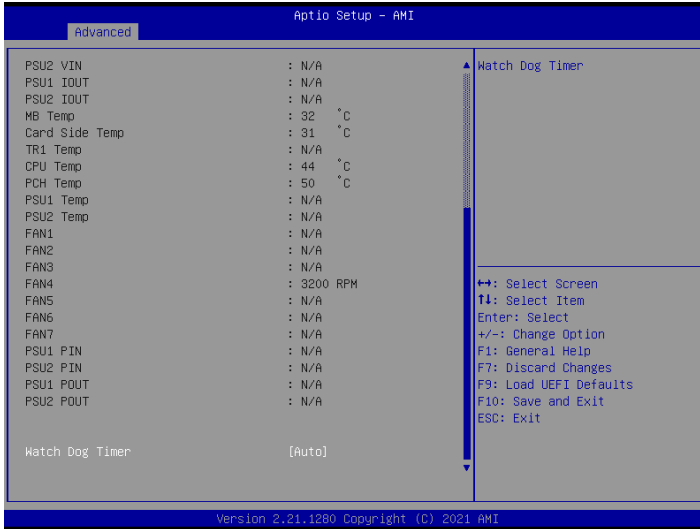 Aptio Setup - AMI
Advanced
PSU2 VIN : N/A
PSU1 IOUT : N/A
PSU2 IOUT : N/A
MB Temp : 32 °C
Card Side Temp : 31 °C
TR1 Temp : N/A
CPU Temp : 44 °C
PCH Temp : 50 °C
PSU1 Temp : N/A
PSU2 Temp : N/A
FAN1 : N/A
FAN2 : N/A
FAN3 : N/A
FAN4 : 3200 RPM
FAN5 : N/A
FAN6 : N/A
FAN7 : N/A
PSU1 PIN : N/A
PSU2 PIN : N/A
PSU1 POUT : N/A
PSU2 POUT : N/A
Watch Dog Timer [Auto]
Watch Dog Timer
↔: Select Screen
↑↓: Select Item
Enter: Select
+/-: Change Option
F1: General Help
F7: Discard Changes
F9: Load UEFI Defaults
F10: Save and Exit
ESC: Exit
Version 2.21.1280 Copyright (C) 2021 AMI